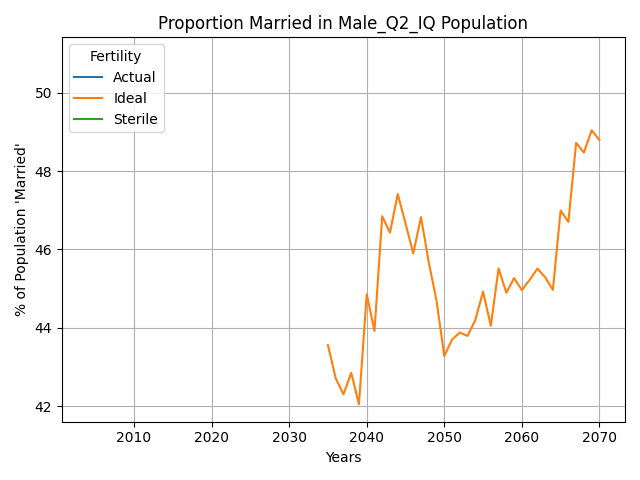 Proportion Married in Male_Q2_IQ Population
% of Population 'Married'
50
48
46
44
42
Fertility
Actual
Ideal
Sterile
2010 2020 2030 2040 2050 2060 2070
Years